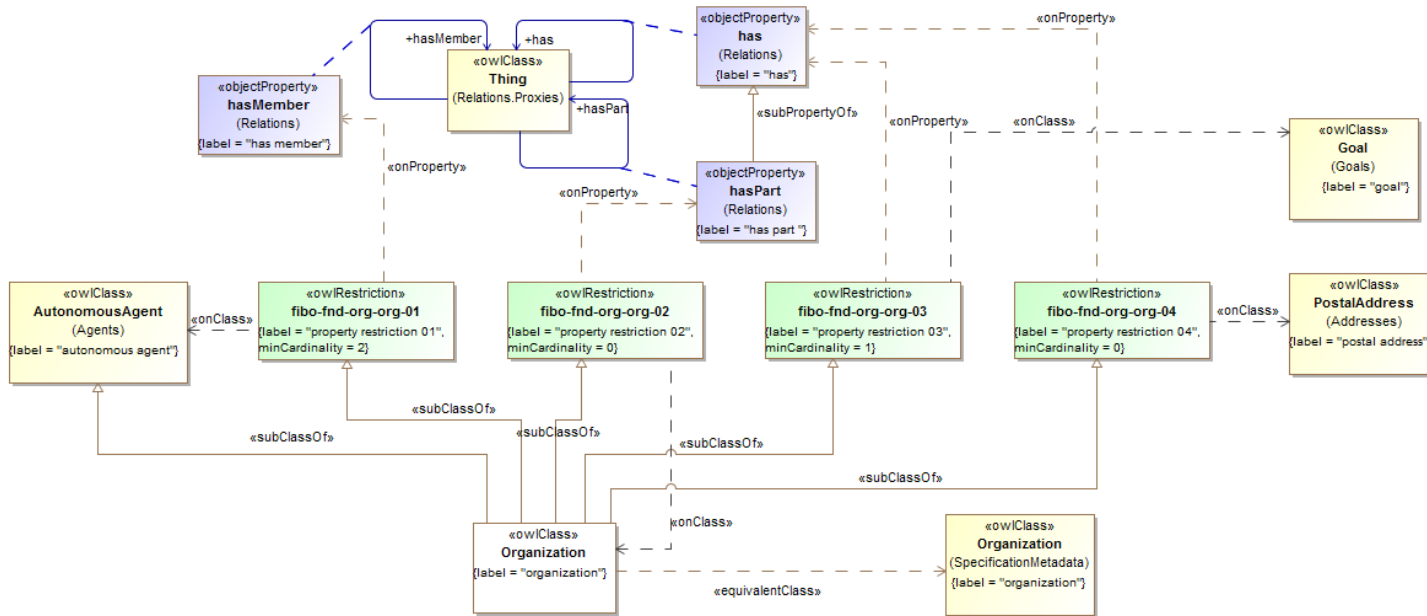 «objectProperty»
hasMember
(Relations)
{label = "has member"}
+hasMember
«owlClass»
Thing
(Relations.Proxies)
+has
+hasPart
«objectProperty»
has
(Relations)
{label = "has"}
«subPropertyOf»
«objectProperty»
hasPart
(Relations)
{label = "has part "}
«onProperty»
«onProperty»
«onClass»
«owlClass»
Goal
(Goals)
{label = "goal"}
«onProperty»
«onProperty»
«owlClass»
AutonomousAgent
(Agents)
{label = "autonomous agent"}
«onClass»
«owlRestriction»
fibo-fnd-org-org-01
{label = "property restriction 01",
minCardinality = 2}
«owlRestriction»
fibo-fnd-org-org-02
{label = "property restriction 02",
minCardinality = 0}
«owlRestriction»
fibo-fnd-org-org-03
{label = "property restriction 03",
minCardinality = 1}
«owlRestriction»
fibo-fnd-org-org-04
{label = "property restriction 04",
minCardinality = 0}
«onClass»
«owlClass»
PostalAddress
(Addresses)
{label = "postal address"}
«subClassOf»
«subClassOf»
«subClassOf»
«subClassOf»
«subClassOf»
«onClass»
«owlClass»
Organization
{label = "organization"}
«equivalentClass»
«owlClass»
Organization
(SpecificationMetadata)
{label = "organization"}